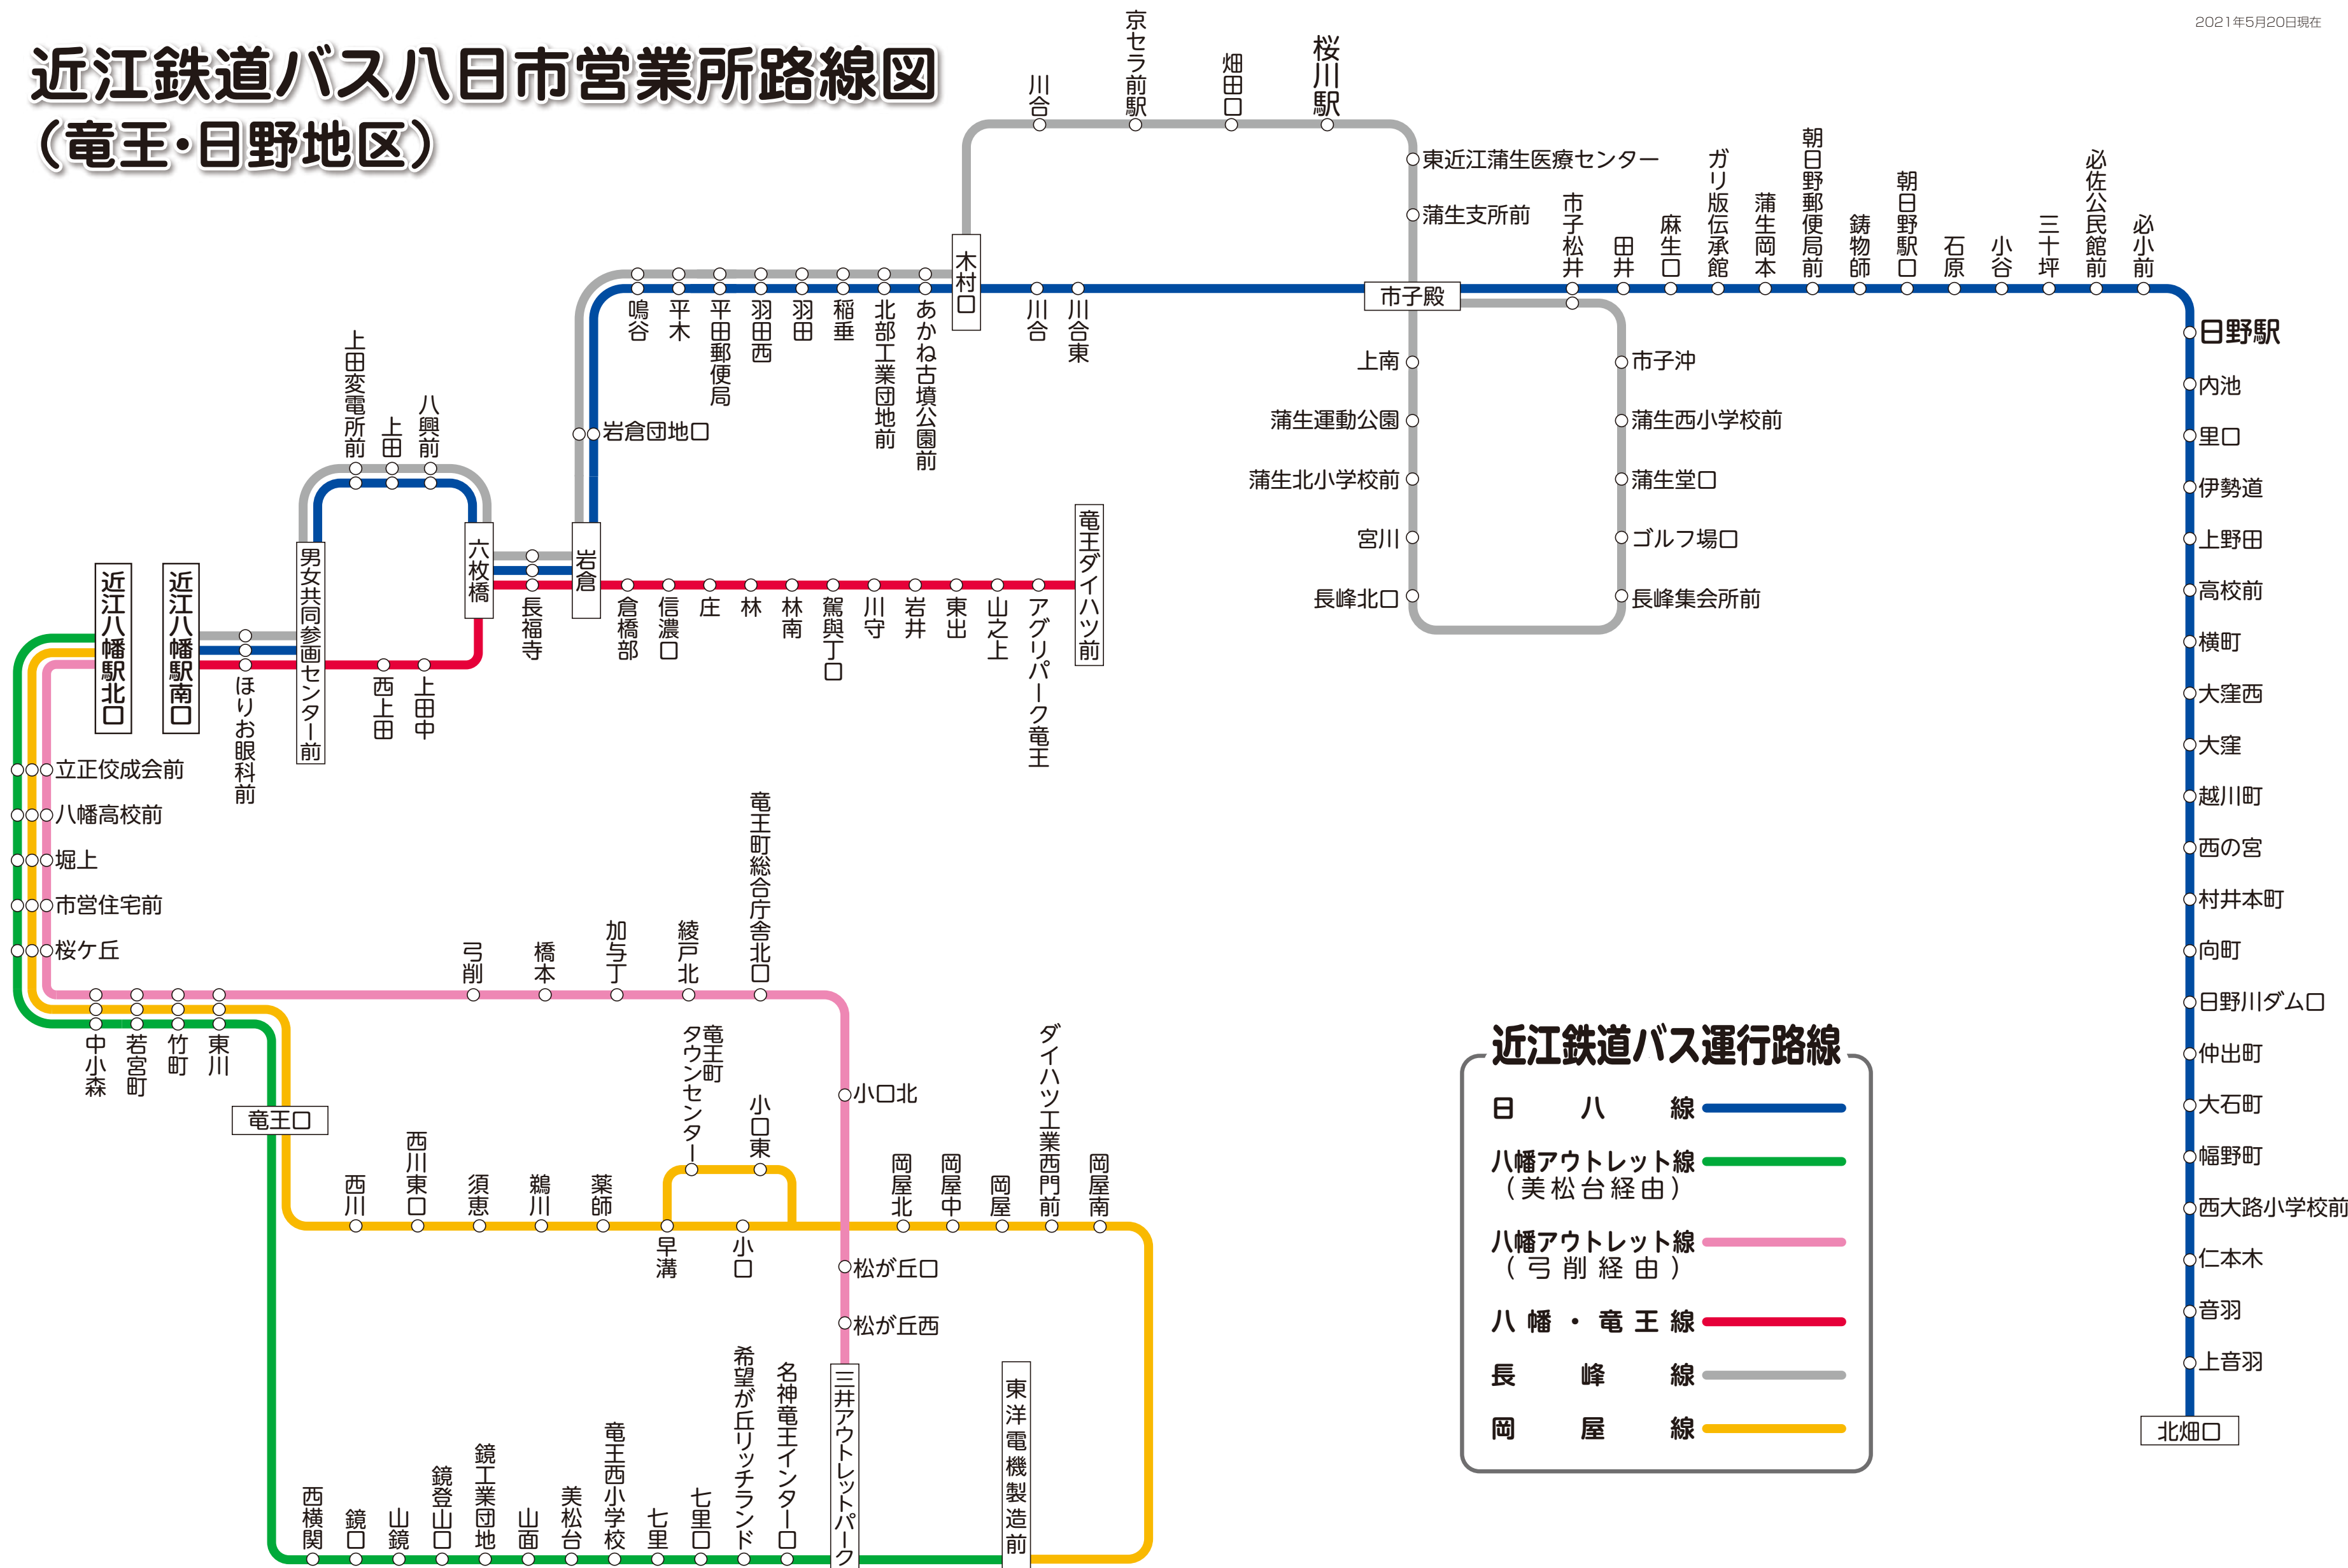 2021年5月20日現在
近江鉄道バス八日市営業所路線図
（竜王・日野地区）
川合
京セラ前駅
畑田口
桜川駅
東近江蒲生医療センター
蒲生支所前
木村口
市子殿
市子松井
田井
麻生口
ガリ版伝承館
蒲生岡本
朝日野郵便局前
鋳物師
朝日野駅口
石原
小谷
三十坪
必佐公民館前
必小前
鳴谷
平木
平田郵便局
羽田西
羽田
稲垂
北部工業団地前
あかね古墳公園前
川合
川合東
岩倉団地口
上南
蒲生運動公園
蒲生北小学校前
宮川
長峰北口
市子沖
蒲生西小学校前
蒲生堂口
ゴルフ場口
長峰集会所前
日野駅
内池
里口
伊勢道
上野田
高校前
横町
大窪西
大窪
越川町
西の宮
村井本町
向町
日野川ダム口
仲出町
大石町
幅野町
西大路小学校前
仁本木
音羽
上音羽
北畑口
上田変電所前
上田
八興前
近江八幡駅北口
近江八幡駅南口
ほりお眼科前
男女共同参画センター前
西上田
上田中
六枚橋
長福寺
岩倉
倉橋部
信濃口
庄
林
林南
駕輿丁口
川守
岩井
東出
山之上
アグリパーク竜王
竜王ダイハツ前
立正佼成会前
八幡高校前
堀上
市営住宅前
桜ケ丘
中小森
若宮町
竹町
東川
弓削
橋本
加与丁
綾戸北
竜王町総合庁舎北口
小口北
松が丘口
松が丘西
三井アウトレットパーク
竜王口
西川
西川東口
須恵
鵜川
薬師
早溝
竜王町
タウンセンター
小口東
小口
岡屋北
岡屋中
岡屋
ダイハツ工業西門前
岡屋南
東洋電機製造前
西横関
鏡口
山鏡
鏡登山口
鏡工業団地
山面
美松台
竜王西小学校
七里
七里口
希望が丘リッチランド
名神竜王インター口
近江鉄道バス運行路線
日八線
八幡アウトレット線
（美松台経由）
八幡アウトレット線
（弓削経由）
八幡・竜王線
長峰線
岡屋線